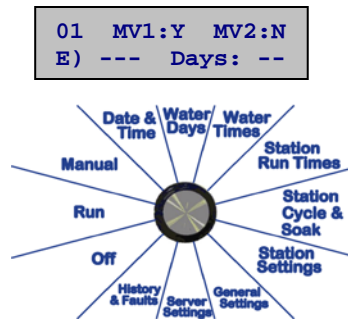 01 MV1:Y MV2:N
E) --- Days: --
Date &
Time
Water
Days
Water
Times
Station
Run Times
Station
Cycle &
Soak
Station
Settings
General
Settings
Server
Settings
History
& Faults
Off
Run
Manual